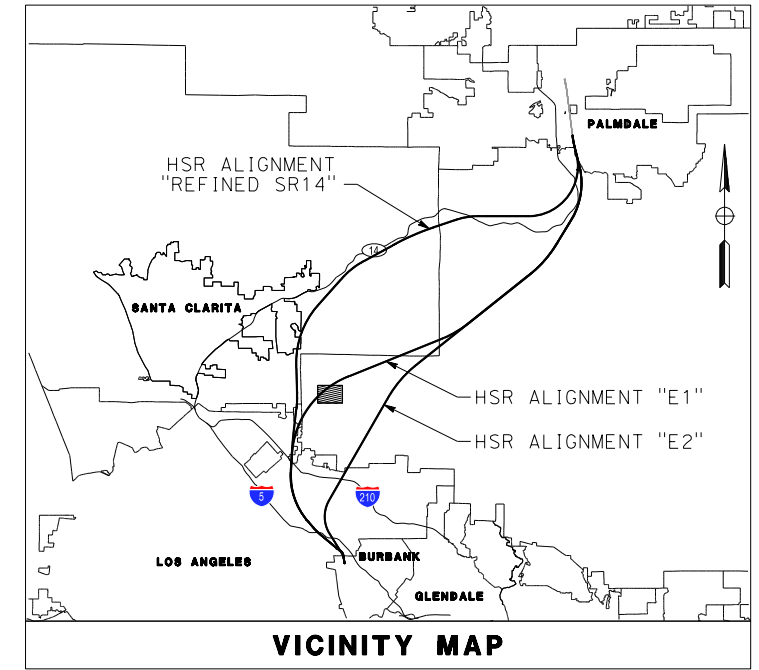 PALMDALE
HSR ALIGNMENT
"REFINED SR14"
14
SANTA CLARITA
HSR ALIGNMENT "E1"
HSR ALIGNMENT "E2"
5
210
LOS ANGELES
BURBANK
GLENDALE
VICINITY MAP